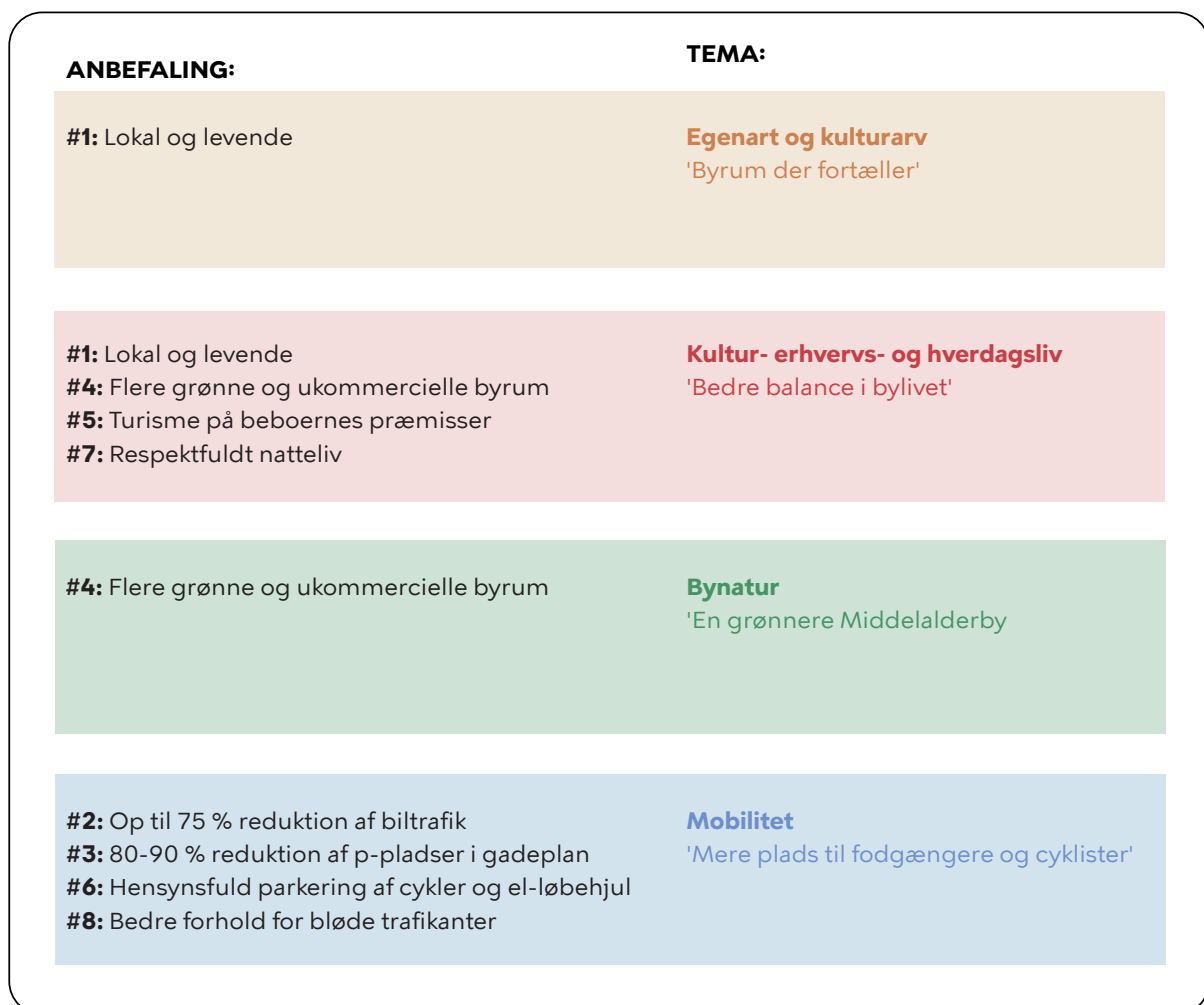 ANBEFALING:
TEMA:
#1: Lokal og levende
Egenart og kulturarv
'Byrum der fortæller'
#1: Lokal og levende
#4: Flere grønne og ukommercielle byrum
#5: Turisme på beboernes præmisser
#7: Respektfuldt natteliv
Kultur- erhvervs- og hverdagsliv
'Bedre balance i bylivet'
#4: Flere grønne og ukommercielle byrum
Bynatur
'En grønnere Middelalderby
#2: Op til 75 % reduktion af biltrafik
#3: 80-90 % reduktion af p-pladser i gadeplan
#6: Hensynsfuld parkering af cykler og el-løbehjul
#8: Bedre forhold for bløde trafikanter
Mobilitet
'Mere plads til fodgængere og cyklister'